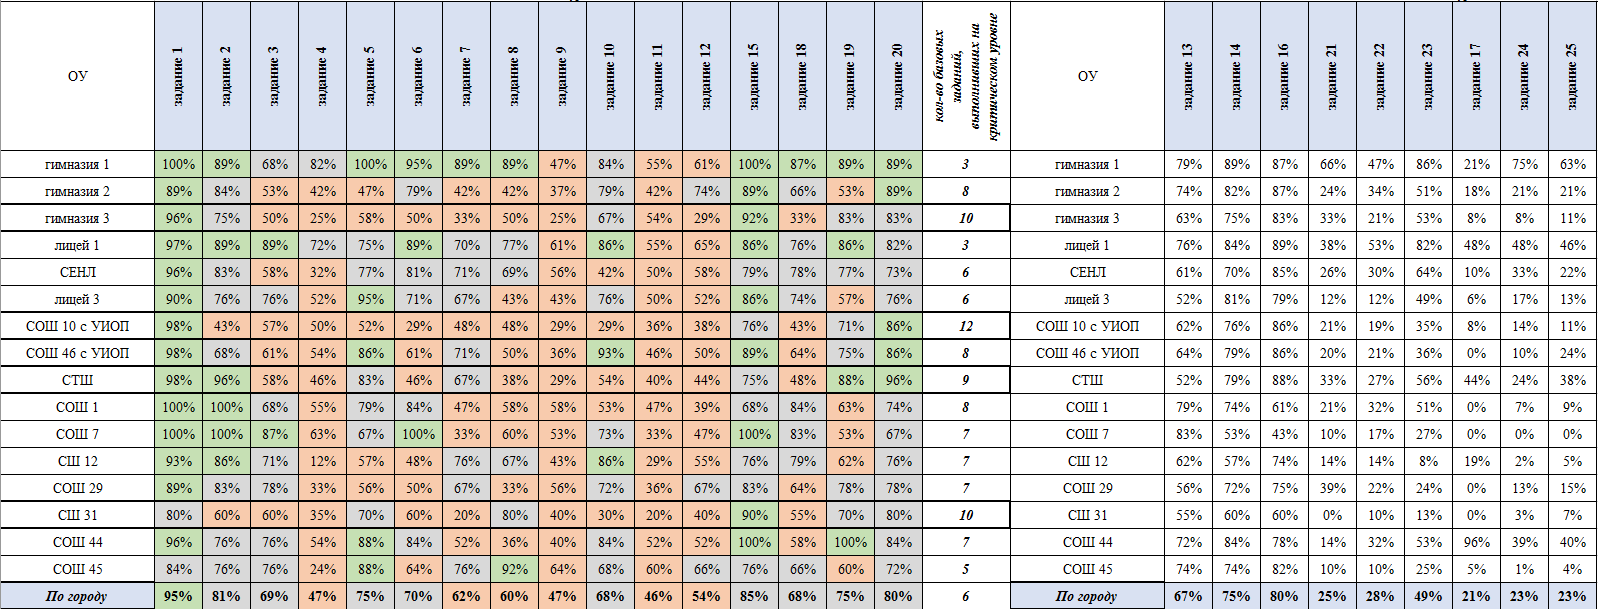 ОУ задание 1 задание 2 задание 3 задание 4 задание 5 задание 6 задание 7 задание 8 задание 9 задание 10 задание 11 задание 12 задание 15 задание 18 задание 19 задание 20 кол-во базовых заданий, выполнивших на критическом уровне ОУ задание 13 задание 14 задание 16 задание 21 задание 22 задание 23 задание 17 задание 24 задание 25
гимназия 1 100% 89% 68% 82% 100% 95% 89% 89% 47% 84% 55% 61% 100% 87% 89% 89% 3 гимназия 1 79% 89% 87% 66% 47% 86% 21% 75% 63%
гимназия 2 89% 84% 53% 42% 47% 79% 42% 42% 37% 79% 42% 74% 89% 66% 53% 89% 8 гимназия 2 74% 82% 87% 24% 34% 51% 18% 21% 21%
гимназия 3 96% 75% 50% 25% 58% 50% 33% 50% 25% 67% 54% 29% 92% 33% 83% 83% 10 гимназия 3 63% 75% 83% 33% 21% 53% 8% 8% 11%
лицей 1 97% 89% 89% 72% 75% 89% 70% 77% 61% 86% 55% 65% 86% 76% 86% 82% 3 лицей 1 76% 84% 89% 38% 53% 82% 48% 48% 46%
СЕНЛ 96% 83% 58% 32% 77% 81% 71% 69% 56% 42% 50% 58% 79% 78% 77% 73% 6 СЕНЛ 61% 70% 85% 26% 30% 64% 10% 33% 22%
лицей 3 90% 76% 76% 52% 95% 71% 67% 43% 43% 76% 50% 52% 86% 74% 57% 76% 6 лицей 3 52% 81% 79% 12% 12% 49% 6% 17% 13%
СОШ 10 с УИОП 98% 43% 57% 50% 52% 29% 48% 48% 29% 29% 36% 38% 76% 43% 71% 86% 12 СОШ 10 с УИОП 62% 76% 86% 21% 19% 35% 8% 14% 11%
СОШ 46 с УИОП 98% 68% 61% 54% 86% 61% 71% 50% 36% 93% 46% 50% 89% 64% 75% 86% 8 СОШ 46 с УИОП 64% 79% 86% 20% 21% 36% 0% 10% 24%
СТШ 98% 96% 58% 46% 83% 46% 67% 38% 29% 54% 40% 44% 75% 48% 88% 96% 9 СТШ 52% 79% 88% 33% 27% 56% 44% 24% 38%
СОШ 1 100% 100% 68% 55% 79% 84% 47% 58% 58% 53% 47% 39% 68% 84% 63% 74% 8 СОШ 1 79% 74% 61% 21% 32% 51% 0% 7% 9%
СОШ 7 100% 100% 87% 63% 67% 100% 33% 60% 53% 73% 33% 47% 100% 83% 53% 67% 7 СОШ 7 83% 53% 43% 10% 17% 27% 0% 0% 0%
СШ 12 93% 86% 71% 12% 57% 48% 76% 67% 43% 86% 29% 55% 76% 79% 62% 76% 7 СШ 12 62% 57% 74% 14% 14% 8% 19% 2% 5%
СОШ 29 89% 83% 78% 33% 56% 50% 67% 33% 56% 72% 36% 67% 83% 64% 78% 78% 7 СОШ 29 56% 72% 75% 39% 22% 24% 0% 13% 15%
СШ 31 80% 60% 60% 35% 70% 60% 20% 80% 40% 30% 20% 40% 90% 55% 70% 80% 10 СШ 31 55% 60% 60% 0% 10% 13% 0% 3% 7%
СОШ 44 96% 76% 76% 54% 88% 84% 52% 36% 40% 84% 52% 52% 100% 58% 100% 84% 7 СОШ 44 72% 84% 78% 14% 32% 53% 96% 39% 40%
СОШ 45 84% 76% 76% 24% 88% 64% 76% 92% 64% 68% 60% 66% 76% 66% 60% 72% 5 СОШ 45 74% 74% 82% 10% 10% 25% 5% 1% 4%
По городу 95% 81% 69% 47% 75% 70% 62% 60% 47% 68% 46% 54% 85% 68% 75% 80% 6 По городу 67% 75% 80% 25% 28% 49% 21% 23% 23%